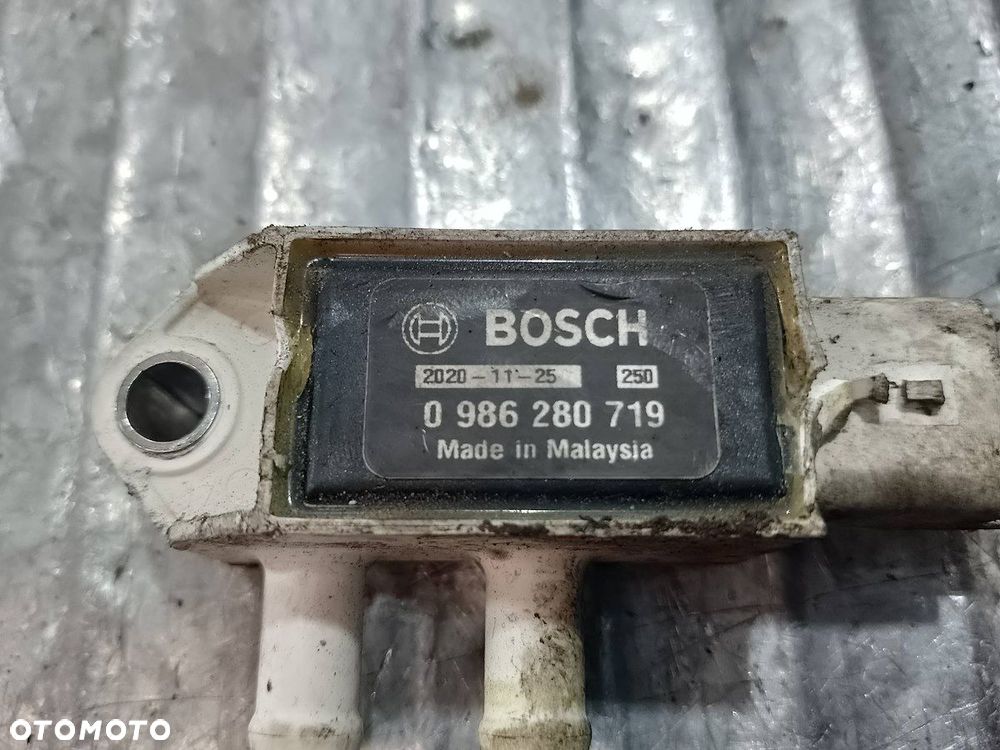 BOSCH
2020-11-25 250
0 986 280 719
Made in Malaysia
OTOMOTO